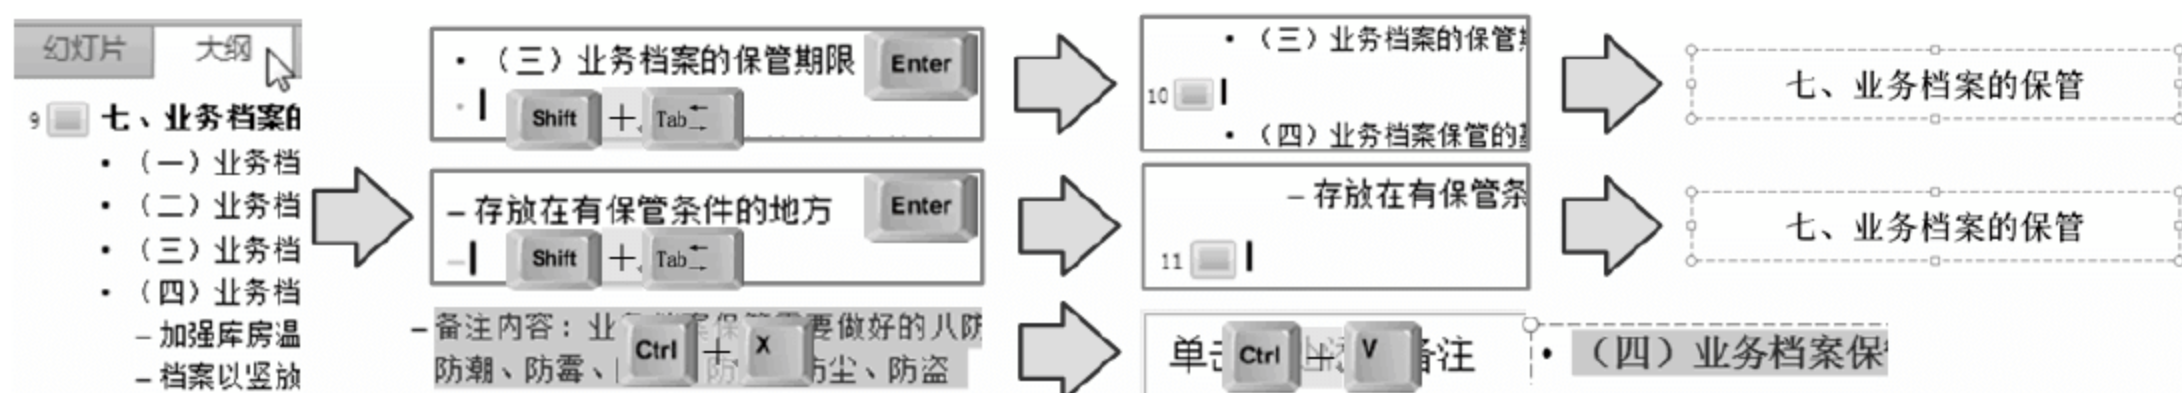 幻灯片 大纲
9 七、业务档案的
• （一）业务档
• （二）业务档
• （三）业务档
• （四）业务档
– 加强库房温
– 档案以竖放
• （三）业务档案的保管期限 Enter
Shift + Tab
– 存放在有保管条件的地方 Enter
Shift + Tab
– 备注内容：业 保管需要做好的八防
防潮、防霉、 防尘、防盗
Ctrl + X
• （三）业务档案的保管
10
• （四）业务档案保管的
– 存放在有保管条
11
单 备注
Ctrl + V
七、业务档案的保管
七、业务档案的保管
• （四）业务档案保